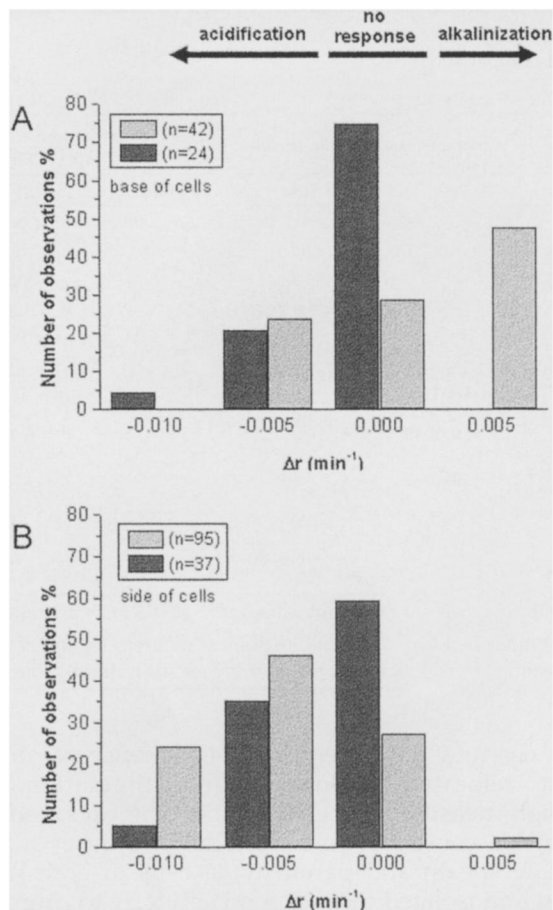 acidification
no
response
alkalinization
A
(n=42)
(n=24)
base of cells
Number of observations %
80
70
60
50
40
30
20
10
0
-0.010 -0.005 0.000 0.005
Δr (min⁻¹)
B
(n=95)
(n=37)
side of cells
Number of observations %
80
70
60
50
40
30
20
10
0
-0.010 -0.005 0.000 0.005
Δr (min⁻¹)